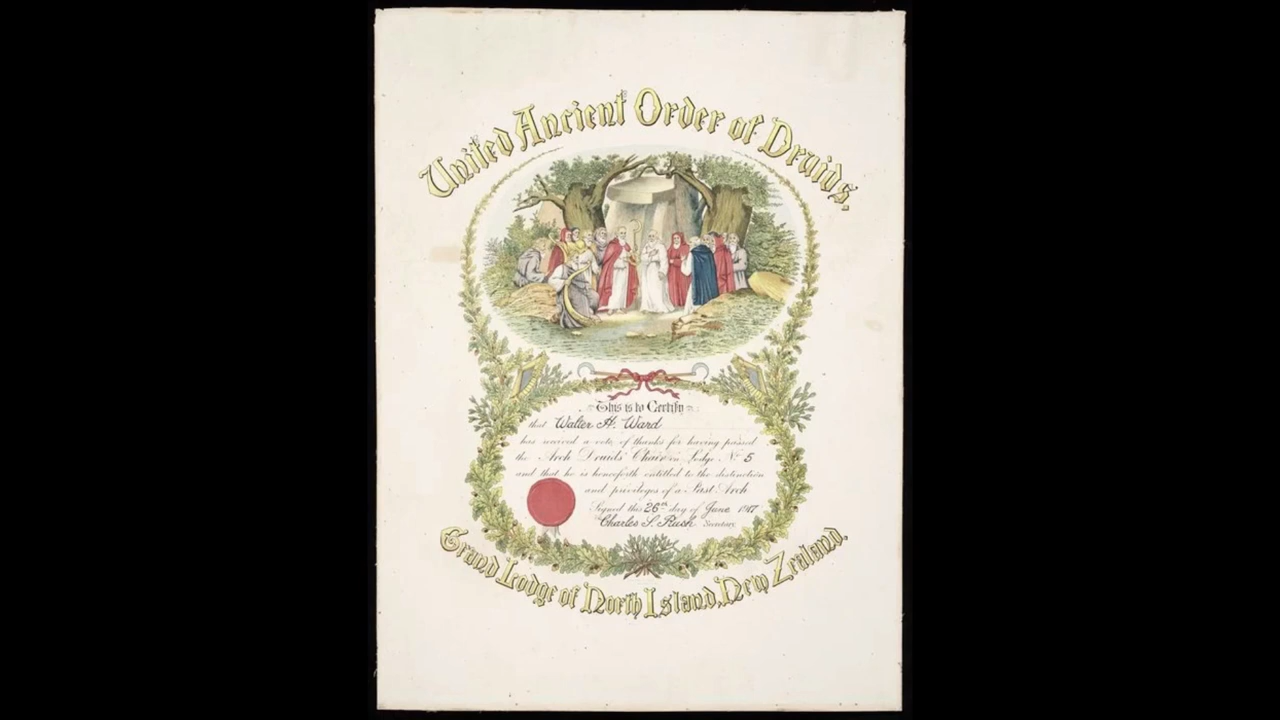 United Ancient Order of Druids.
This is to Certify
that Walter H. Ward
has received a vote of thanks for having passed
the Arch Druids' Chair in Lodge No 5
and that he is henceforth entitled to the distinction
and privileges of a Past Arch
Signed this 26th day of June 1917
Charles S. Rush Secretary
Grand Lodge of North Island, New Zealand.